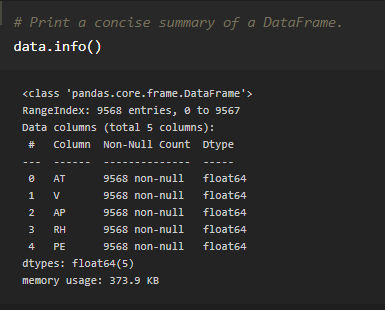 # Print a concise summary of a DataFrame.
data.info()
<class 'pandas.core.frame.DataFrame'>
RangeIndex: 9568 entries, 0 to 9567
Data columns (total 5 columns):
 #   Column  Non-Null Count  Dtype
---  ------  --------------  -----
 0   AT      9568 non-null   float64
 1   V       9568 non-null   float64
 2   AP      9568 non-null   float64
 3   RH      9568 non-null   float64
 4   PE      9568 non-null   float64
dtypes: float64(5)
memory usage: 373.9 KB